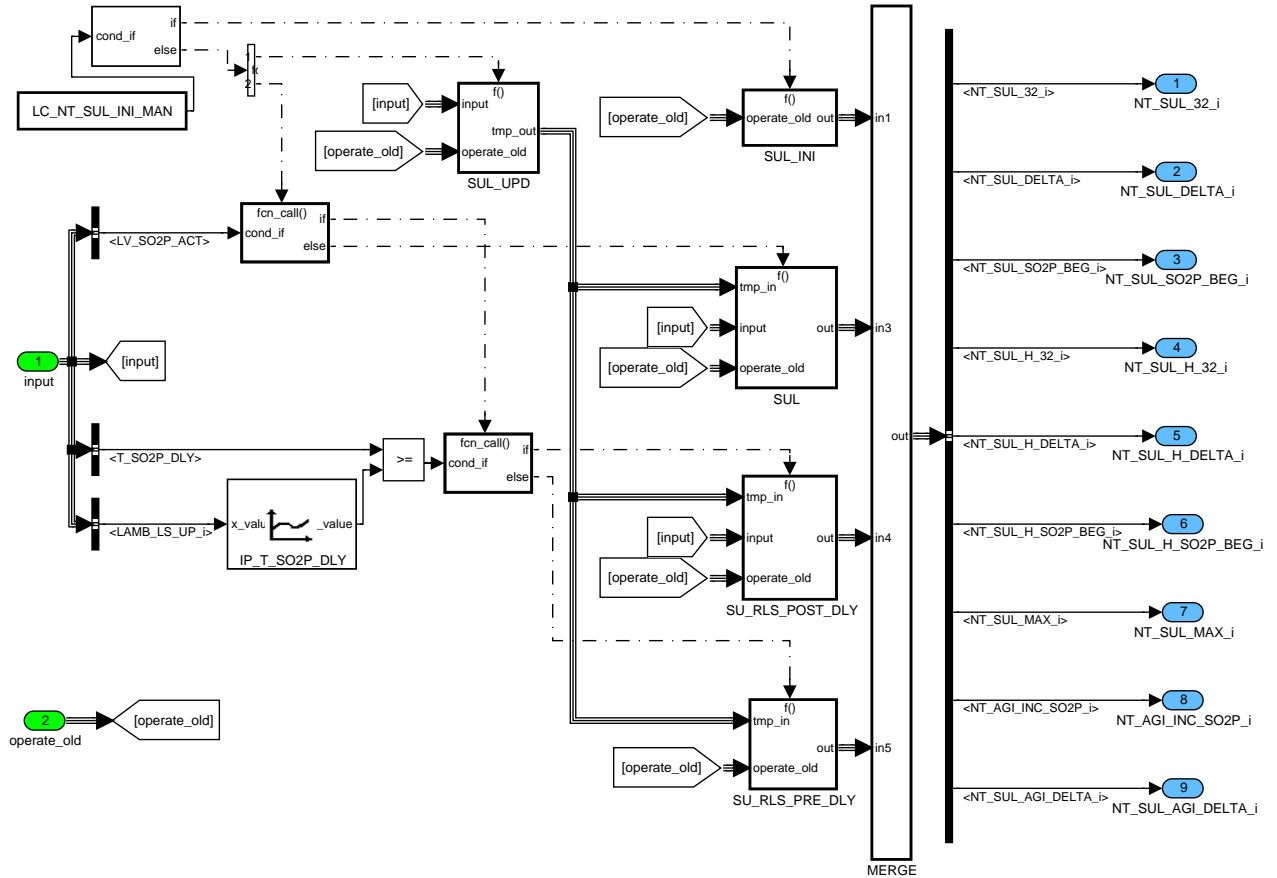 cond_if
if
else
LC_NT_SUL_INI_MAN
1
2
[input]
[operate_old]
f()
input
tmp_out
operate_old
SUL_UPD
[operate_old]
f()
operate_old
out
SUL_INI
in1
<LV_SO2P_ACT>
fcn_call()
cond_if
if
else
1
input
[input]
[input]
[operate_old]
f()
tmp_in
input
out
operate_old
SUL
in3
<T_SO2P_DLY>
<LAMB_LS_UP_i>
_value
IP_T_SO2P_DLY
>=
fcn_call()
cond_if
if
else
[input]
[operate_old]
f()
tmp_in
input
out
operate_old
SU_RLS_POST_DLY
in4
2
operate_old
[operate_old]
[operate_old]
f()
tmp_in
out
operate_old
SU_RLS_PRE_DLY
in5
out
MERGE
<NT_SUL_32_i>
1
NT_SUL_32_i
<NT_SUL_DELTA_i>
2
NT_SUL_DELTA_i
<NT_SUL_SO2P_BEG_i>
3
NT_SUL_SO2P_BEG_i
<NT_SUL_H_32_i>
4
NT_SUL_H_32_i
<NT_SUL_H_DELTA_i>
5
NT_SUL_H_DELTA_i
<NT_SUL_H_SO2P_BEG_i>
6
NT_SUL_H_SO2P_BEG_i
<NT_SUL_MAX_i>
7
NT_SUL_MAX_i
<NT_AGI_INC_SO2P_i>
8
NT_AGI_INC_SO2P_i
<NT_SUL_AGI_DELTA_i>
9
NT_SUL_AGI_DELTA_i